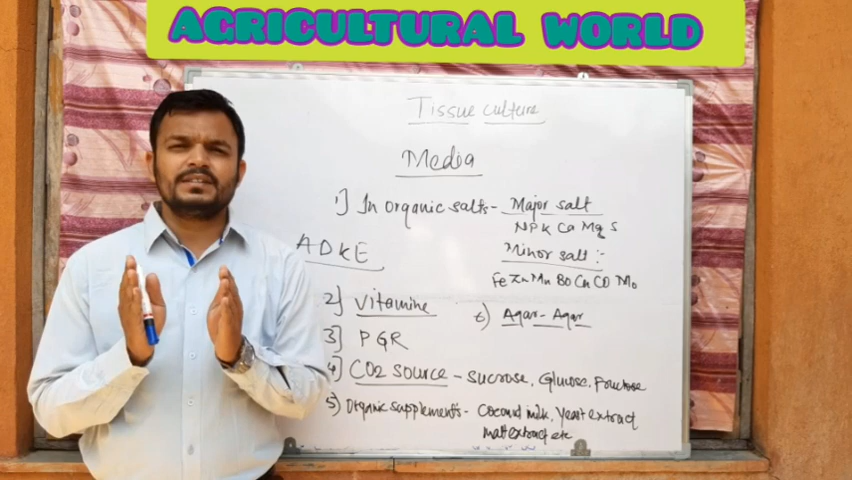 AGRICULTURAL WORLD
Tissue culture
Media
1) In organic salts - Major salt
NPK Ca Mg S
Minor salt :-
Fe Zn Mn Bo Cu CO Mo
ADKE
2] Vitamine
6) Agar - Agar
3] PGR
4] CO2 source - Sucrose, Glucose, Fructose
5) Organic supplements - Coconut milk, Yeast extract
malt extract etc